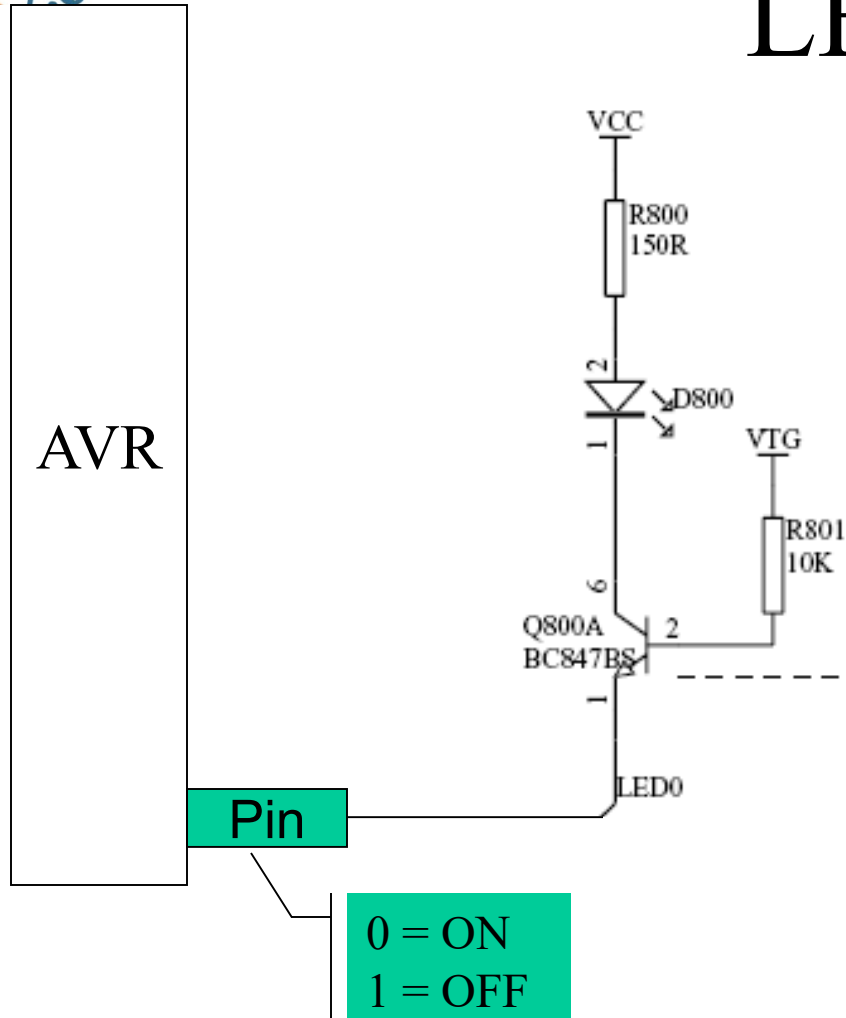 LE
VCC
R800
150R
2
D800
1
VTG
R801
10K
AVR
6
Q800A
2
BC847BS
1
LED0
Pin
0 = ON
1 = OFF